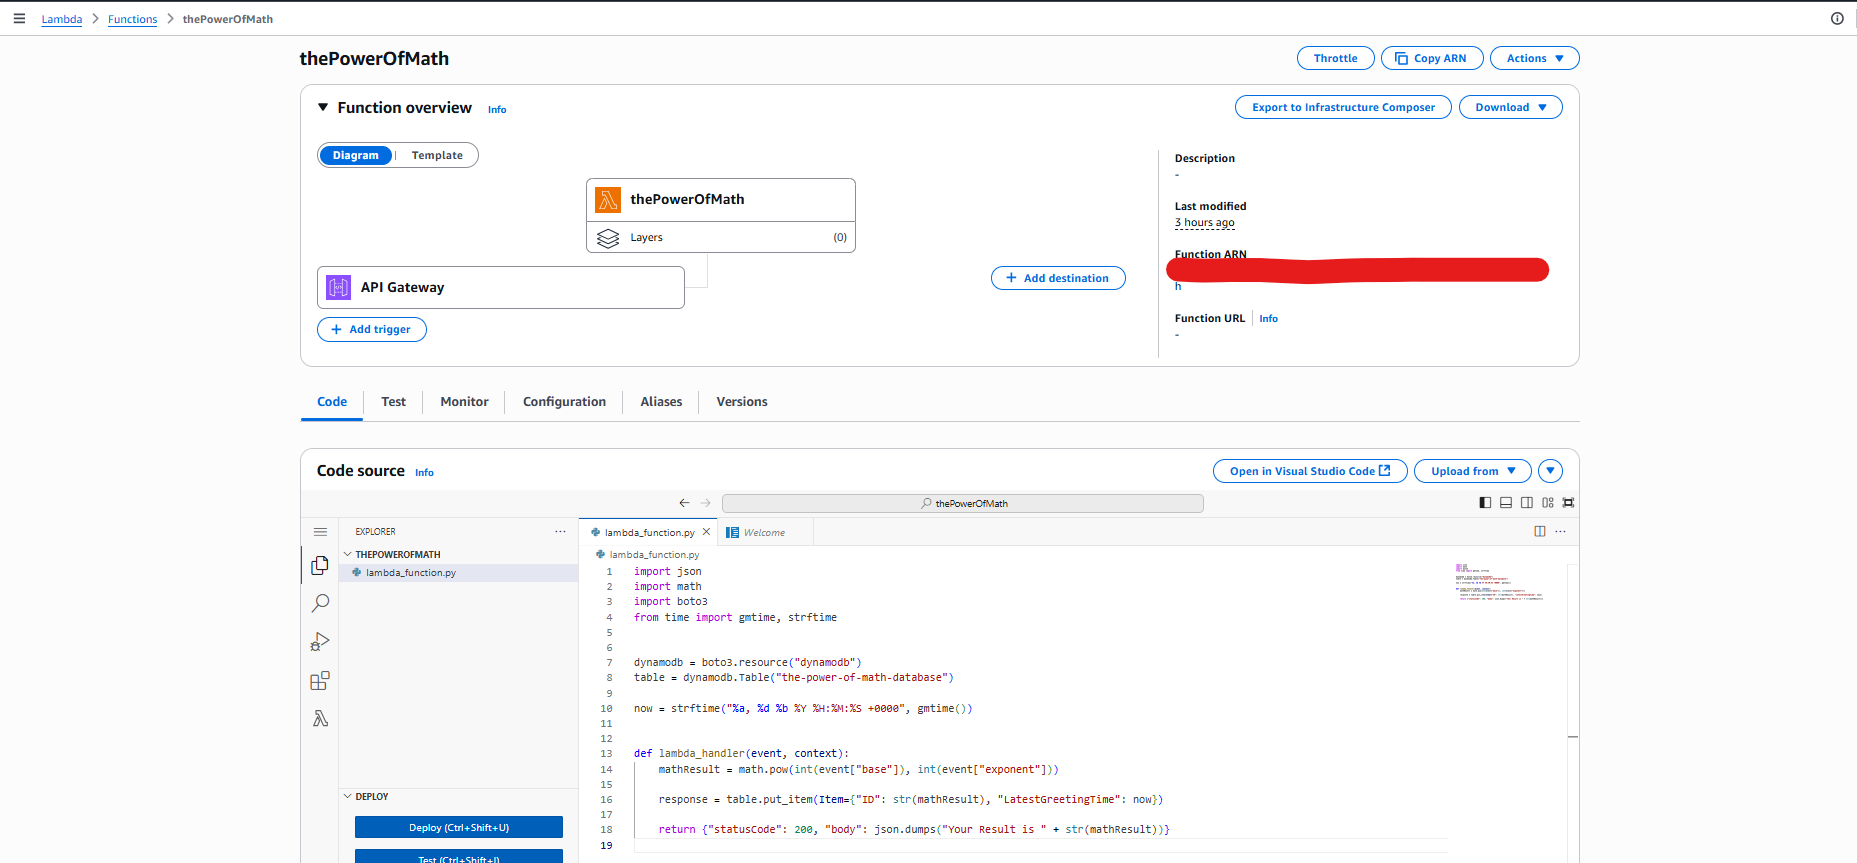 Lambda > Functions > thePowerOfMath
thePowerOfMath
Throttle
Copy ARN
Actions
Function overview
Info
Export to Infrastructure Composer
Download
Diagram
Template
thePowerOfMath
Layers
(0)
API Gateway
+ Add trigger
+ Add destination
Description
-
Last modified
3 hours ago
Function ARN
h
Function URL
Info
-
Code
Test
Monitor
Configuration
Aliases
Versions
Code source
Info
Open in Visual Studio Code
Upload from
thePowerOfMath
EXPLORER
THEPOWEROFMATH
lambda_function.py
DEPLOY
Deploy (Ctrl+Shift+U)
Test (Ctrl+Shift+I)
lambda_function.py
Welcome
lambda_function.py
1 import json
2 import math
3 import boto3
4 from time import gmtime, strftime
5
6
7 dynamodb = boto3.resource("dynamodb")
8 table = dynamodb.Table("the-power-of-math-database")
9
10 now = strftime("%a, %d %b %Y %H:%M:%S +0000", gmtime())
11
12
13 def lambda_handler(event, context):
14     mathResult = math.pow(int(event["base"]), int(event["exponent"]))
15
16     response = table.put_item(Item={"ID": str(mathResult), "LatestGreetingTime": now})
17
18     return {"statusCode": 200, "body": json.dumps("Your Result is " + str(mathResult))}
19